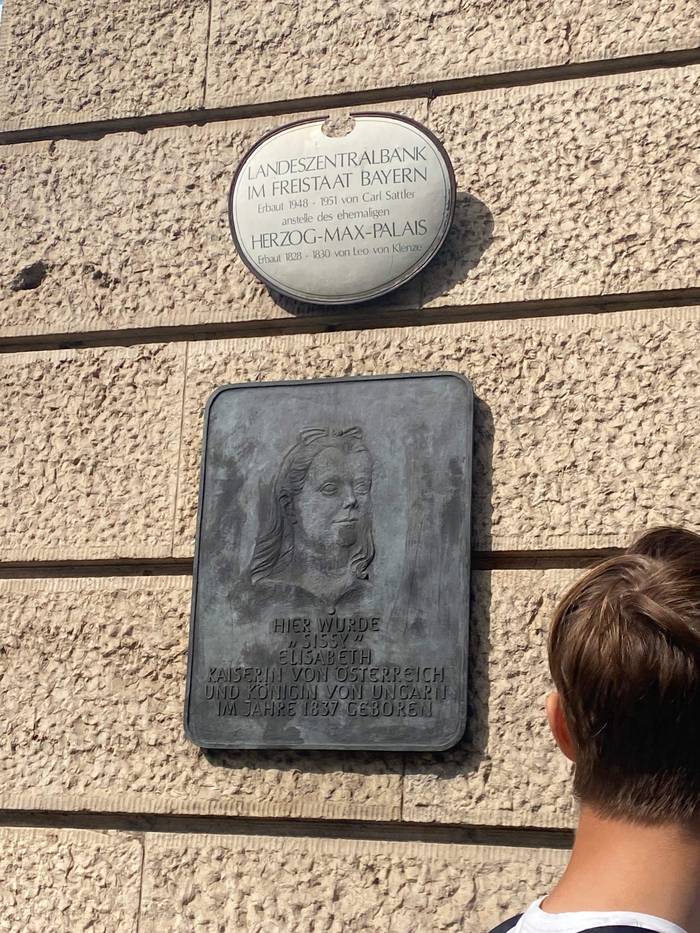 LANDESZENTRALBANK
IM FREISTAAT BAYERN
Erbaut 1948 - 1951 von Carl Sattler
anstelle des ehemaligen
HERZOG-MAX-PALAIS
Erbaut 1828 - 1830 von Leo von Klenze
HIER WURDE
„SISSY”
ELISABETH
KAISERIN VON ÖSTERREICH
UND KÖNIGIN VON UNGARN
IM JAHRE 1837 GEBOREN